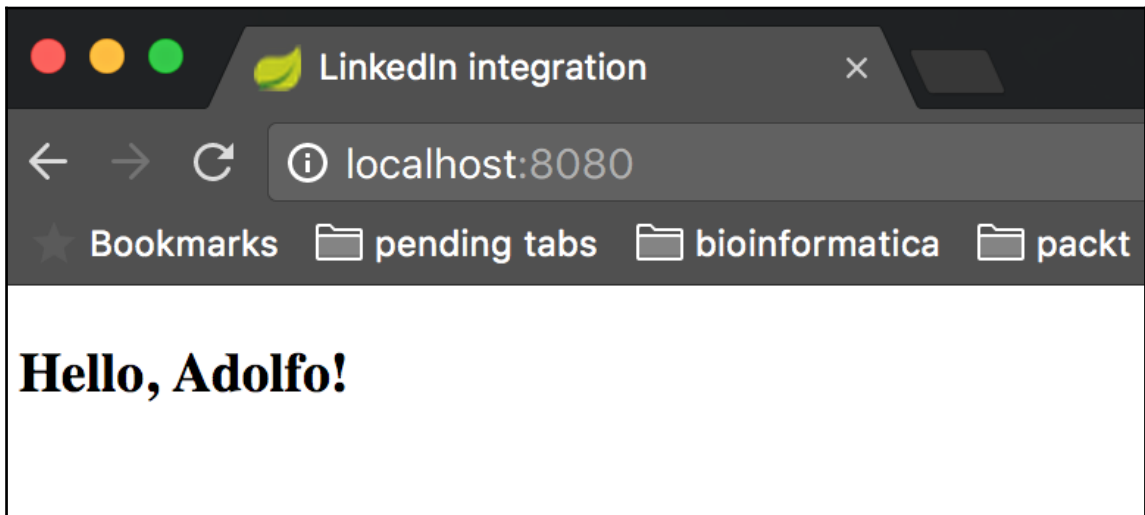 LinkedIn integration
localhost:8080
Bookmarks pending tabs bioinformatica packt
Hello, Adolfo!